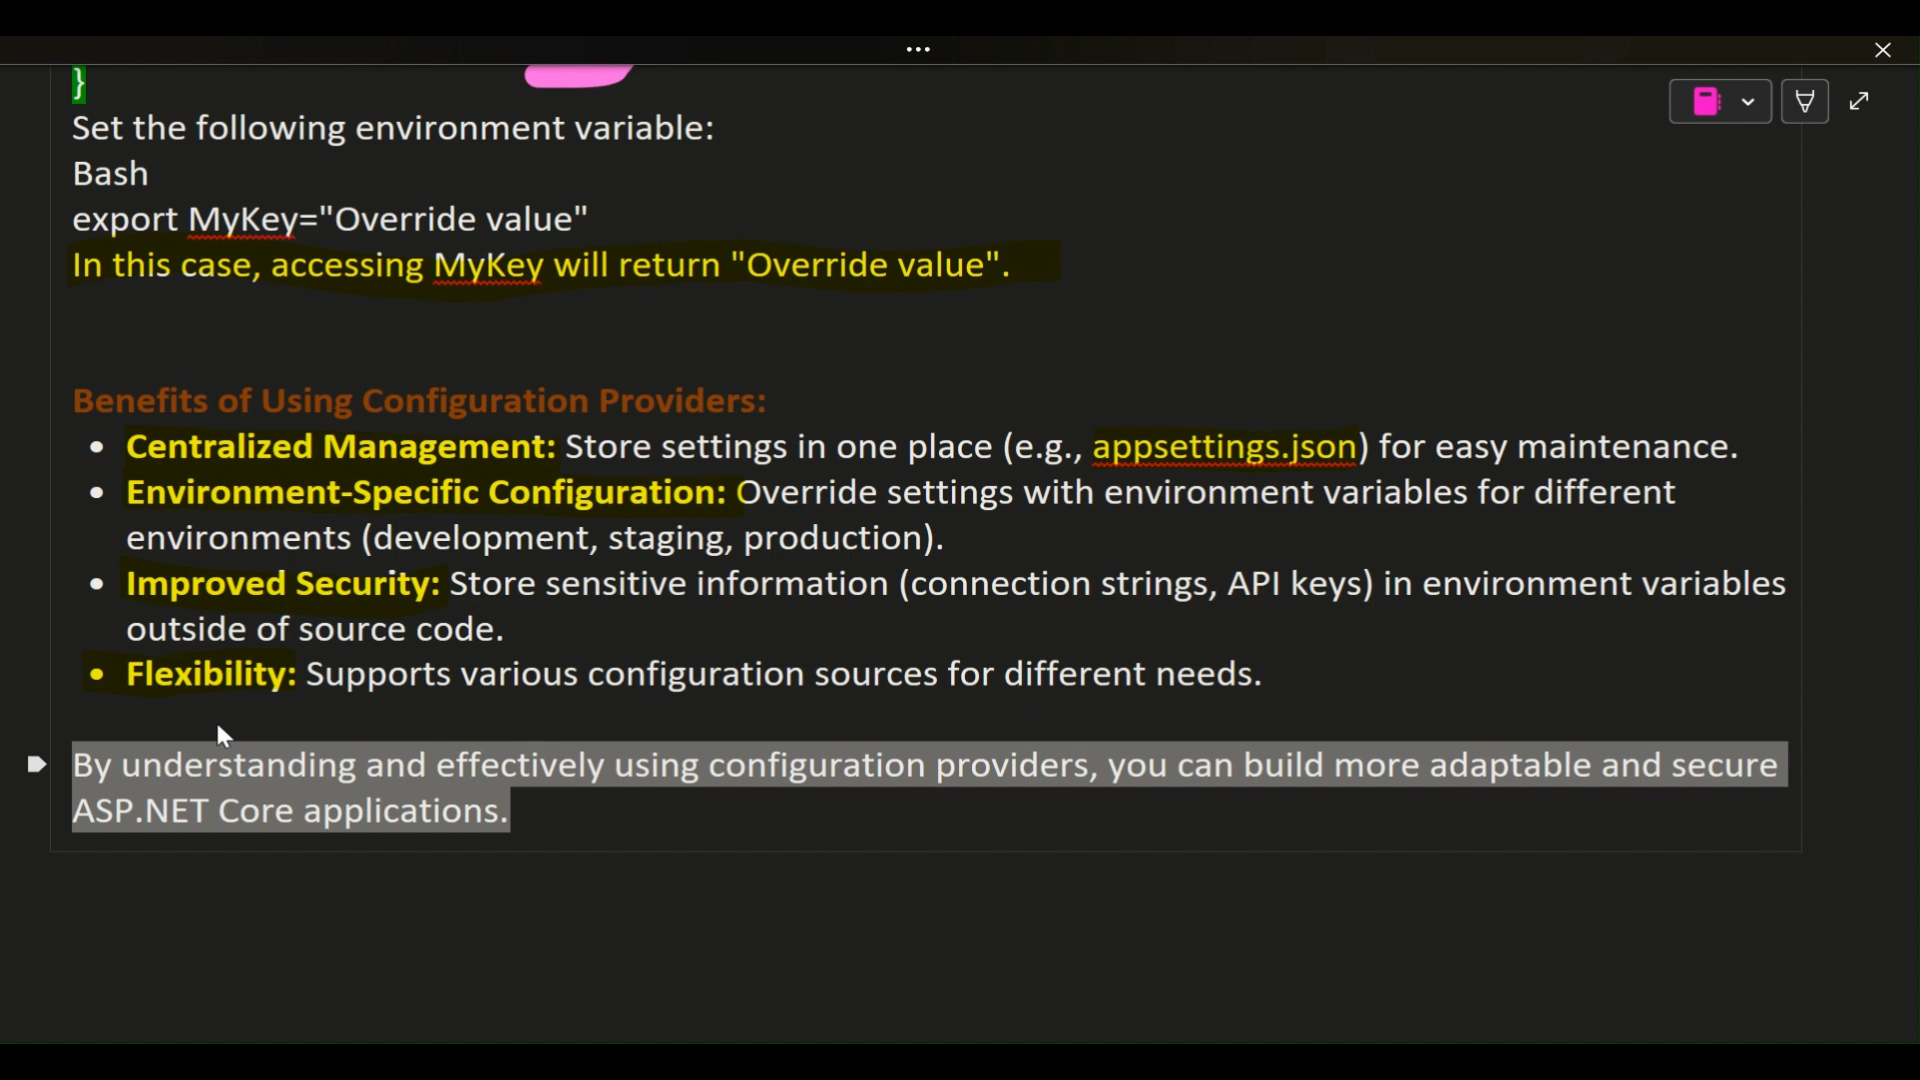 }
Set the following environment variable:
Bash
export MyKey="Override value"
In this case, accessing MyKey will return "Override value".
Benefits of Using Configuration Providers:
• Centralized Management: Store settings in one place (e.g., appsettings.json) for easy maintenance.
• Environment-Specific Configuration: Override settings with environment variables for different
environments (development, staging, production).
• Improved Security: Store sensitive information (connection strings, API keys) in environment variables
outside of source code.
• Flexibility: Supports various configuration sources for different needs.
By understanding and effectively using configuration providers, you can build more adaptable and secure
ASP.NET Core applications.